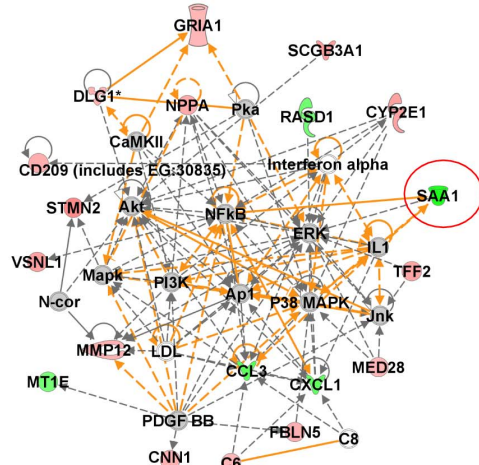 GRIA1
SCGB3A1
DLG1*
NPPA
Pka
RASD1
CYP2E1
CaMKII
CD209 (includes EG:30835)
Interferon alpha
SAA1
STMN2
Akt
NFkB
ERK
IL1
VSNL1
Mapk
PI3K
TFF2
N-cor
Ap1
P38 MAPK
Jnk
MMP12
LDL
CCL3
CXCL1
MED28
MT1E
PDGF BB
FBLN5
C8
CNN1
C6